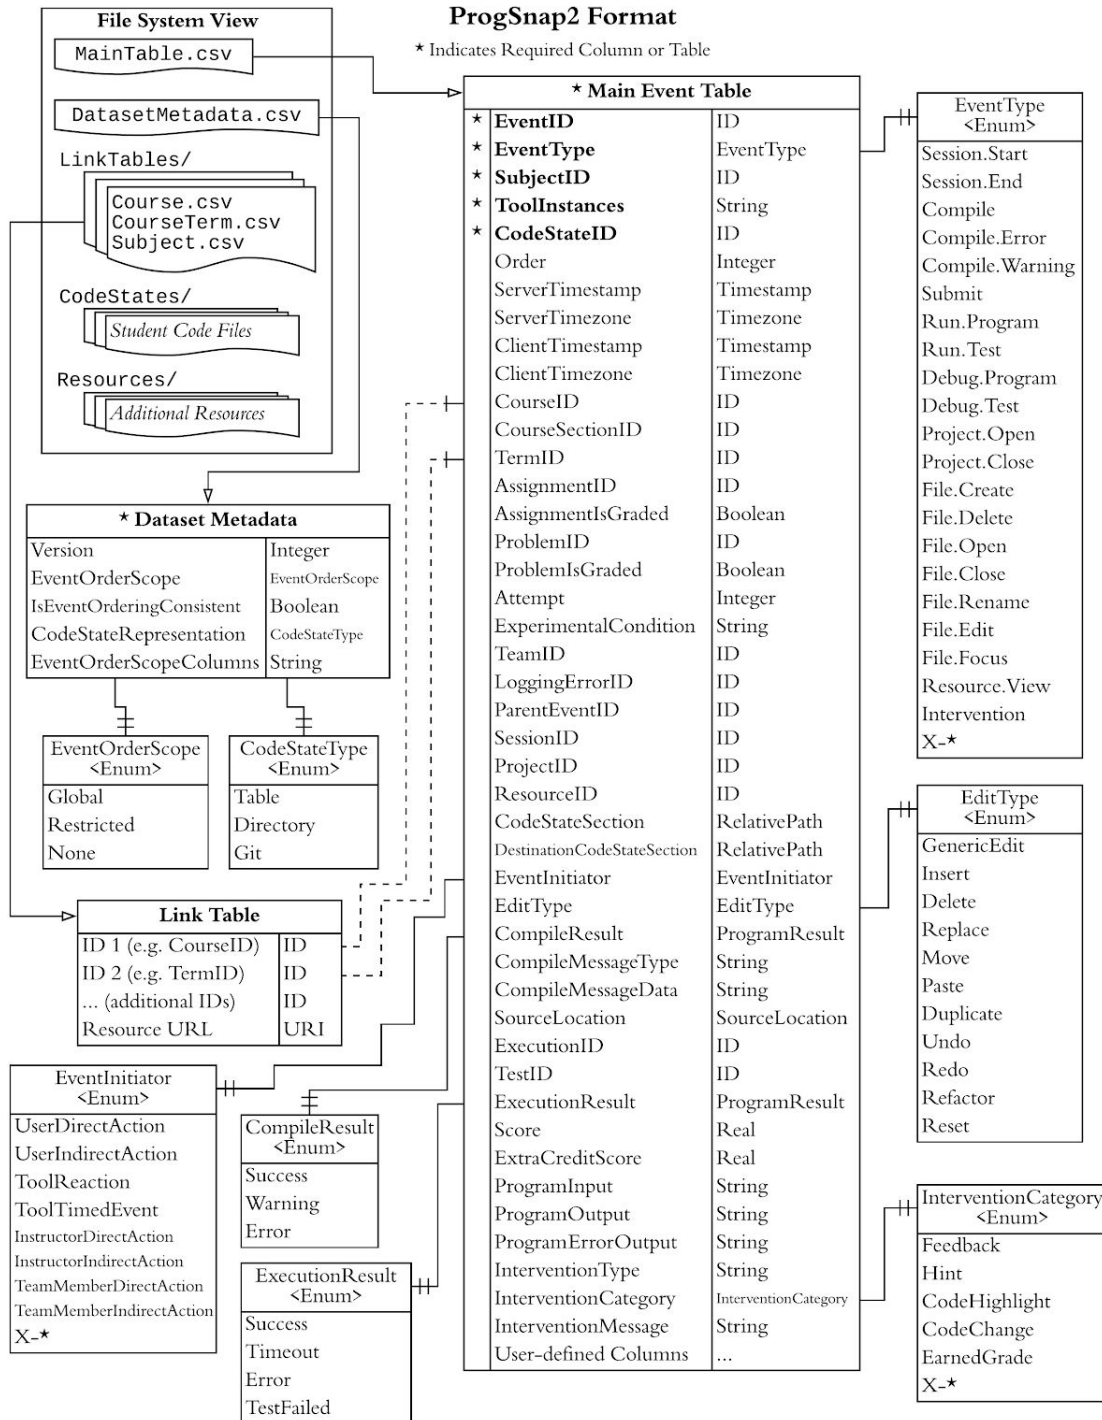 ProgSnap2 Format
★ Indicates Required Column or Table
File System View
MainTable.csv
DatasetMetadata.csv
LinkTables/
Course.csv
CourseTerm.csv
Subject.csv
CodeStates/
Student Code Files
Resources/
Additional Resources
★ Dataset Metadata
Version Integer
EventOrderScope EventOrderScope
IsEventOrderingConsistent Boolean
CodeStateRepresentation CodeStateType
EventOrderScopeColumns String
EventOrderScope
<Enum>
Global
Restricted
None
CodeStateType
<Enum>
Table
Directory
Git
Link Table
ID 1 (e.g. CourseID) ID
ID 2 (e.g. TermID) ID
... (additional IDs) ID
Resource URL URI
EventInitiator
<Enum>
UserDirectAction
UserIndirectAction
ToolReaction
ToolTimedEvent
InstructorDirectAction
InstructorIndirectAction
TeamMemberDirectAction
TeamMemberIndirectAction
X-★
CompileResult
<Enum>
Success
Warning
Error
ExecutionResult
<Enum>
Success
Timeout
Error
TestFailed
★ Main Event Table
★ EventID ID
★ EventType EventType
★ SubjectID ID
★ ToolInstances String
★ CodeStateID ID
Order Integer
ServerTimestamp Timestamp
ServerTimezone Timezone
ClientTimestamp Timestamp
ClientTimezone Timezone
CourseID ID
CourseSectionID ID
TermID ID
AssignmentID ID
AssignmentIsGraded Boolean
ProblemID ID
ProblemIsGraded Boolean
Attempt Integer
ExperimentalCondition String
TeamID ID
LoggingErrorID ID
ParentEventID ID
SessionID ID
ProjectID ID
ResourceID ID
CodeStateSection RelativePath
DestinationCodeStateSection RelativePath
EventInitiator EventInitiator
EditType EditType
CompileResult ProgramResult
CompileMessageType String
CompileMessageData String
SourceLocation SourceLocation
ExecutionID ID
TestID ID
ExecutionResult ProgramResult
Score Real
ExtraCreditScore Real
ProgramInput String
ProgramOutput String
ProgramErrorOutput String
InterventionType String
InterventionCategory InterventionCategory
InterventionMessage String
User-defined Columns ...
EventType
<Enum>
Session.Start
Session.End
Compile
Compile.Error
Compile.Warning
Submit
Run.Program
Run.Test
Debug.Program
Debug.Test
Project.Open
Project.Close
File.Create
File.Delete
File.Open
File.Close
File.Rename
File.Edit
File.Focus
Resource.View
Intervention
X-★
EditType
<Enum>
GenericEdit
Insert
Delete
Replace
Move
Paste
Duplicate
Undo
Redo
Refactor
Reset
InterventionCategory
<Enum>
Feedback
Hint
CodeHighlight
CodeChange
EarnedGrade
X-★